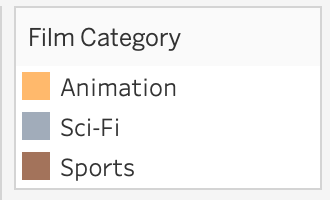 Film Category
Animation
Sci-Fi
Sports